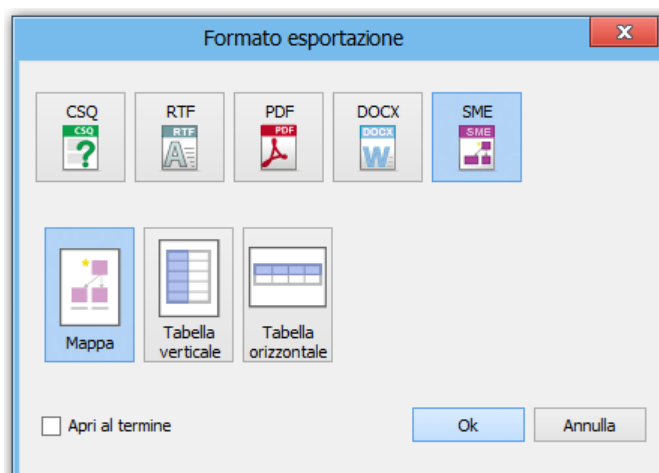 Formato esportazione
x
CSQ RTF PDF DOCX SME
CSQ RTF PDF DOCX SME
? A W
Mappa
Tabella verticale
Tabella orizzontale
Apri al termine
Ok Annulla